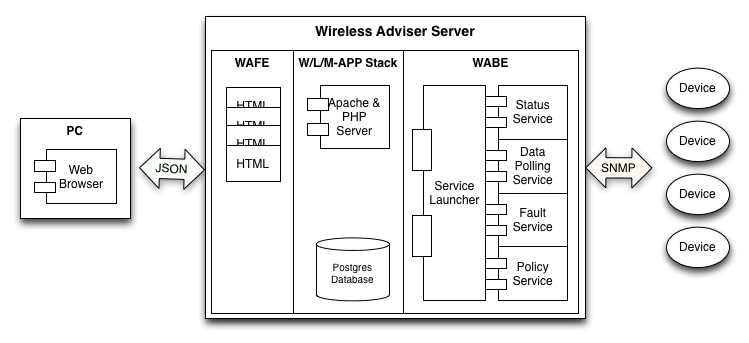 Wireless Adviser Server
WAFE
W/L/M-APP Stack
WABE
PC
Web
Browser
JSON
HTML
HTML
HTML
HTML
Apache &
PHP
Server
Postgres
Database
Service
Launcher
Status
Service
Data
Polling
Service
Fault
Service
Policy
Service
SNMP
Device
Device
Device
Device